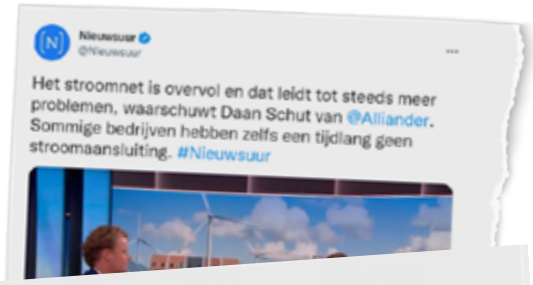 [N]
Nieuwsuur
@Nieuwsuur
Het stroomnet is overvol en dat leidt tot steeds meer
problemen, waarschuwt Daan Schut van @Alliander.
Sommige bedrijven hebben zelfs een tijdlang geen
stroomaansluiting. #Nieuwsuur